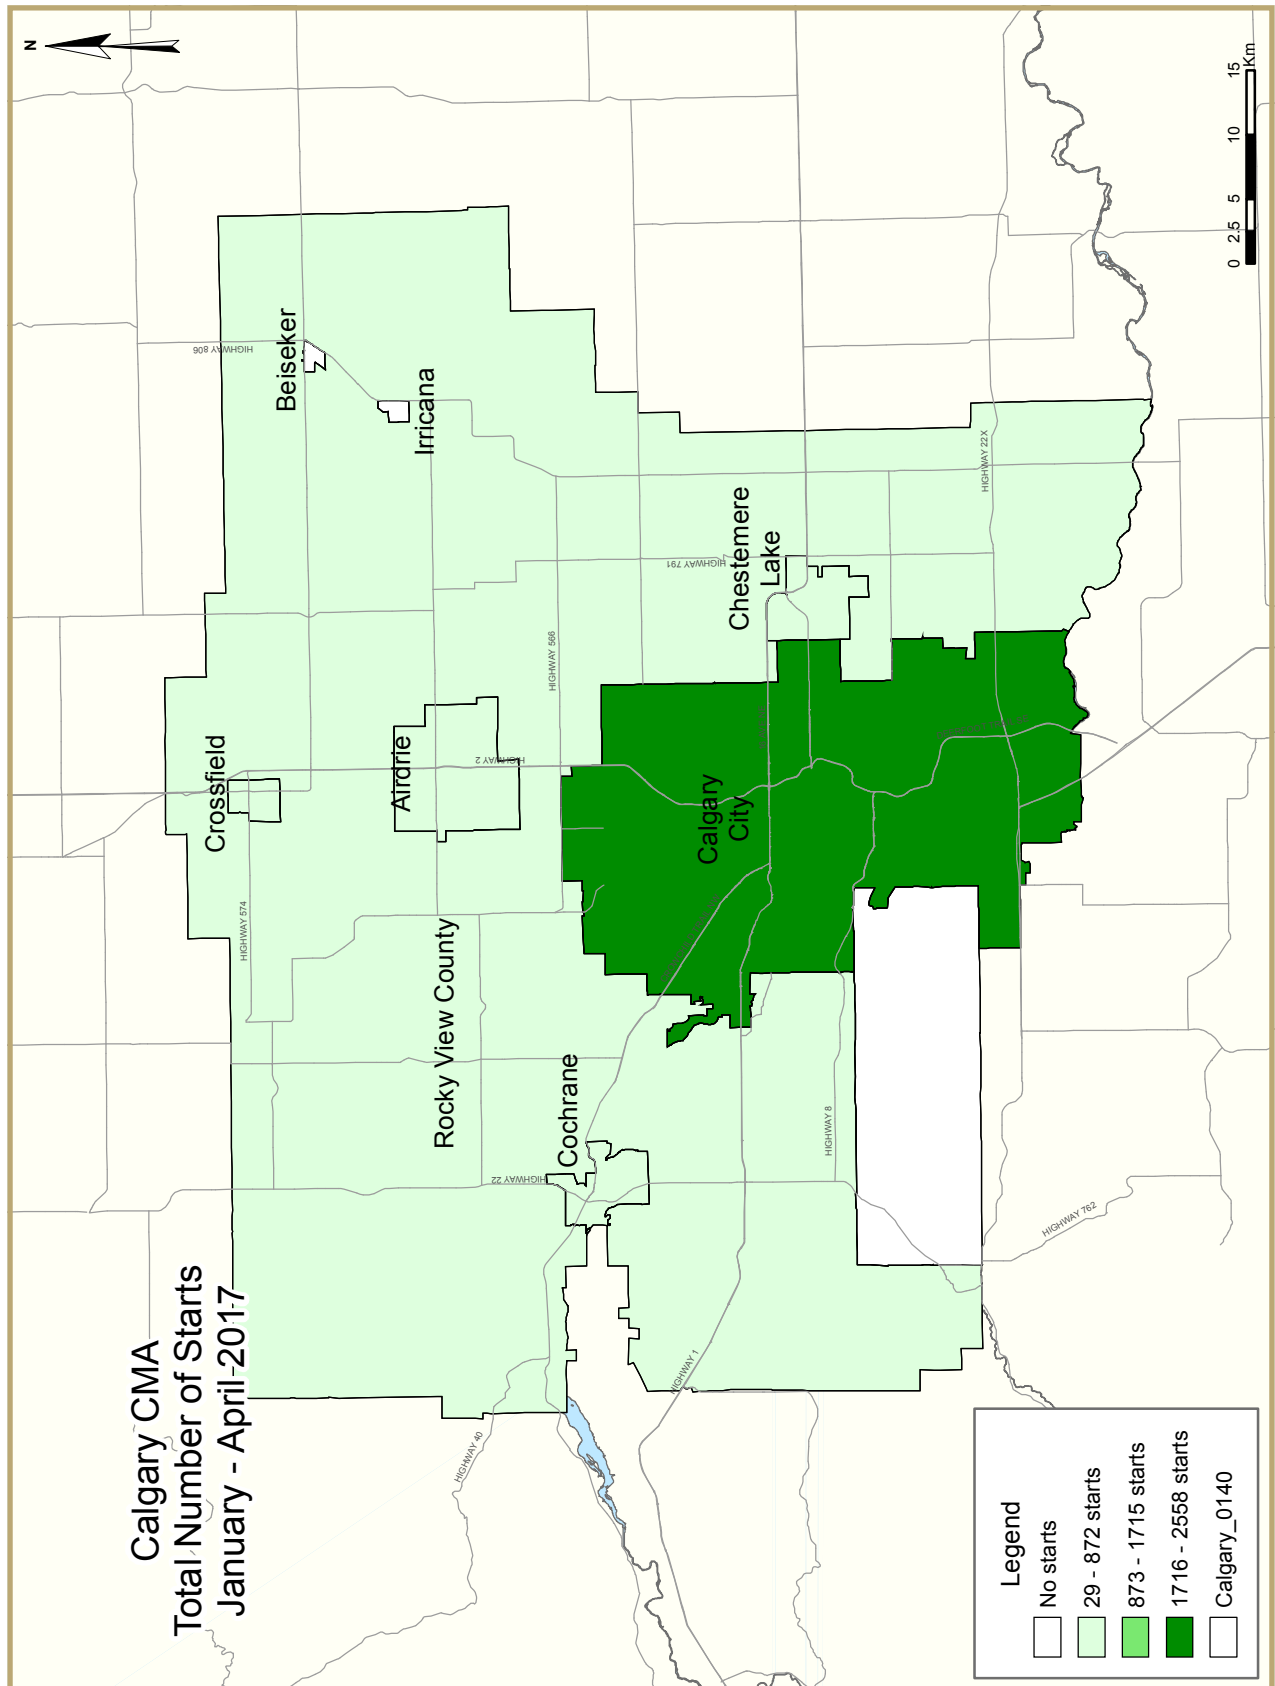 Calgary CMA
Total Number of Starts
January - April 2017
N
Beiseker
Irricana
Crossfield
Airdrie
Rocky View County
Cochrane
Chestemere
Lake
Calgary
City
HIGHWAY 806
HIGHWAY 574
HIGHWAY 2
HIGHWAY 566
HIGHWAY 791
HIGHWAY 22X
HIGHWAY 22
HIGHWAY 8
HIGHWAY 40
HIGHWAY 1
HIGHWAY 762
Legend
No starts
29 - 872 starts
873 - 1715 starts
1716 - 2558 starts
Calgary_0140
0 2.5 5 10 15
Km